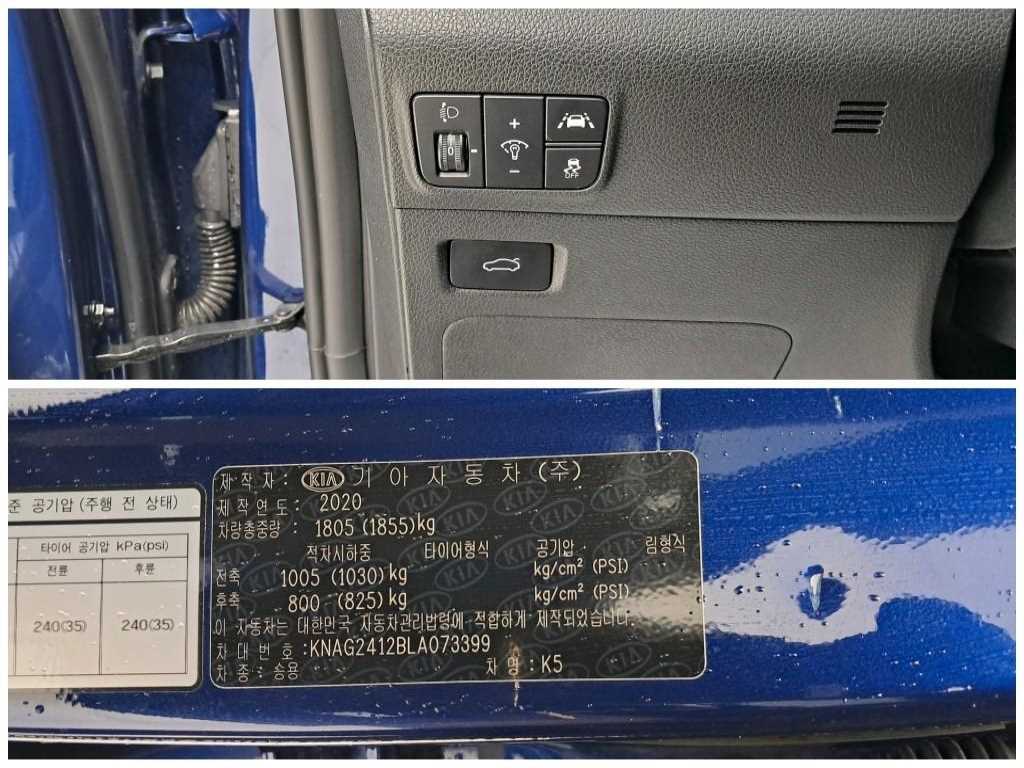 0
+
-
OFF
준 공기압 (주행 전 상태)
타이어 공기압 kPa(psi)
전륜 후륜
240(35) 240(35)
제 작 자 : KIA 기 아 자 동 차 (주)
제 작 연 도 : 2020
차량총중량 : 1805 (1855)kg
적차시하중 타이어형식 공기압 림형식
전축 1005 (1030) kg kg/cm² (PSI)
후축 800 (825) kg kg/cm² (PSI)
이 자동차는 대한민국 자동차관리법령에 적합하게 제작되었음.
차 대 번 호 : KNAG2412BLA073399
차 종 : 승용 차 명 : K5